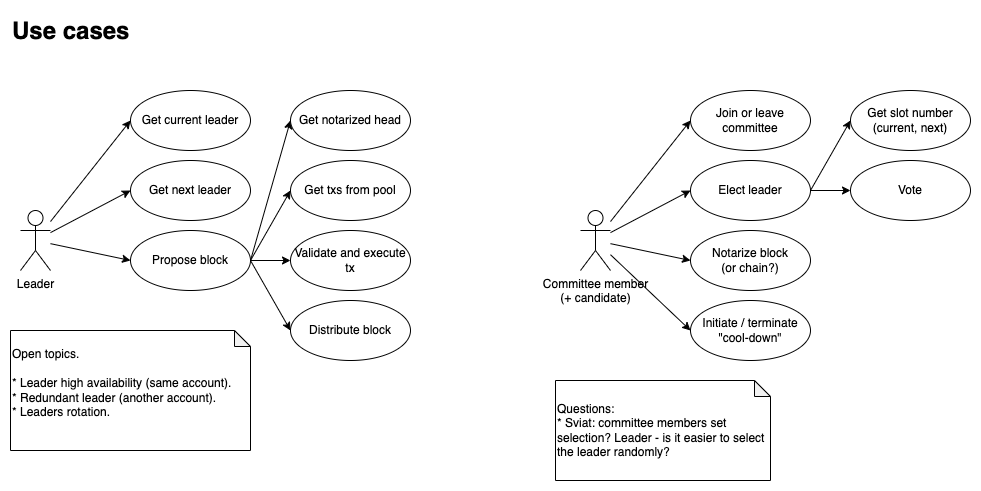 Use cases
Get current leader
Get next leader
Propose block
Get notarized head
Get txs from pool
Validate and execute
tx
Distribute block
Leader
Open topics.
* Leader high availability (same account).
* Redundant leader (another account).
* Leaders rotation.
Join or leave
committee
Elect leader
Notarize block
(or chain?)
Initiate / terminate
"cool-down"
Get slot number
(current, next)
Vote
Committee member
(+ candidate)
Questions:
* Sviat: committee members set
selection? Leader - is it easier to select
the leader randomly?